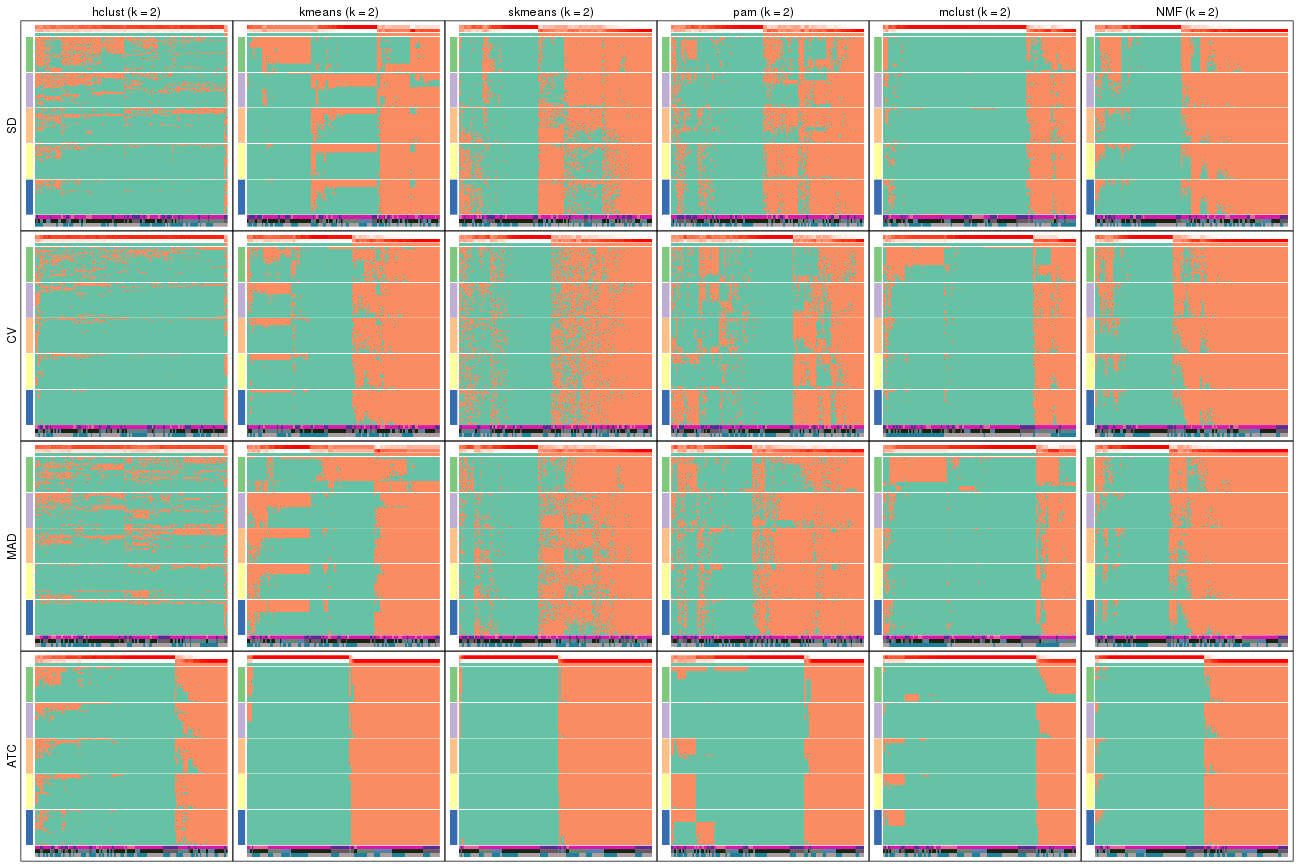 hclust (k = 2) kmeans (k = 2) skmeans (k = 2) pam (k = 2) mclust (k = 2) NMF (k = 2)
SD
CV
MAD
ATC